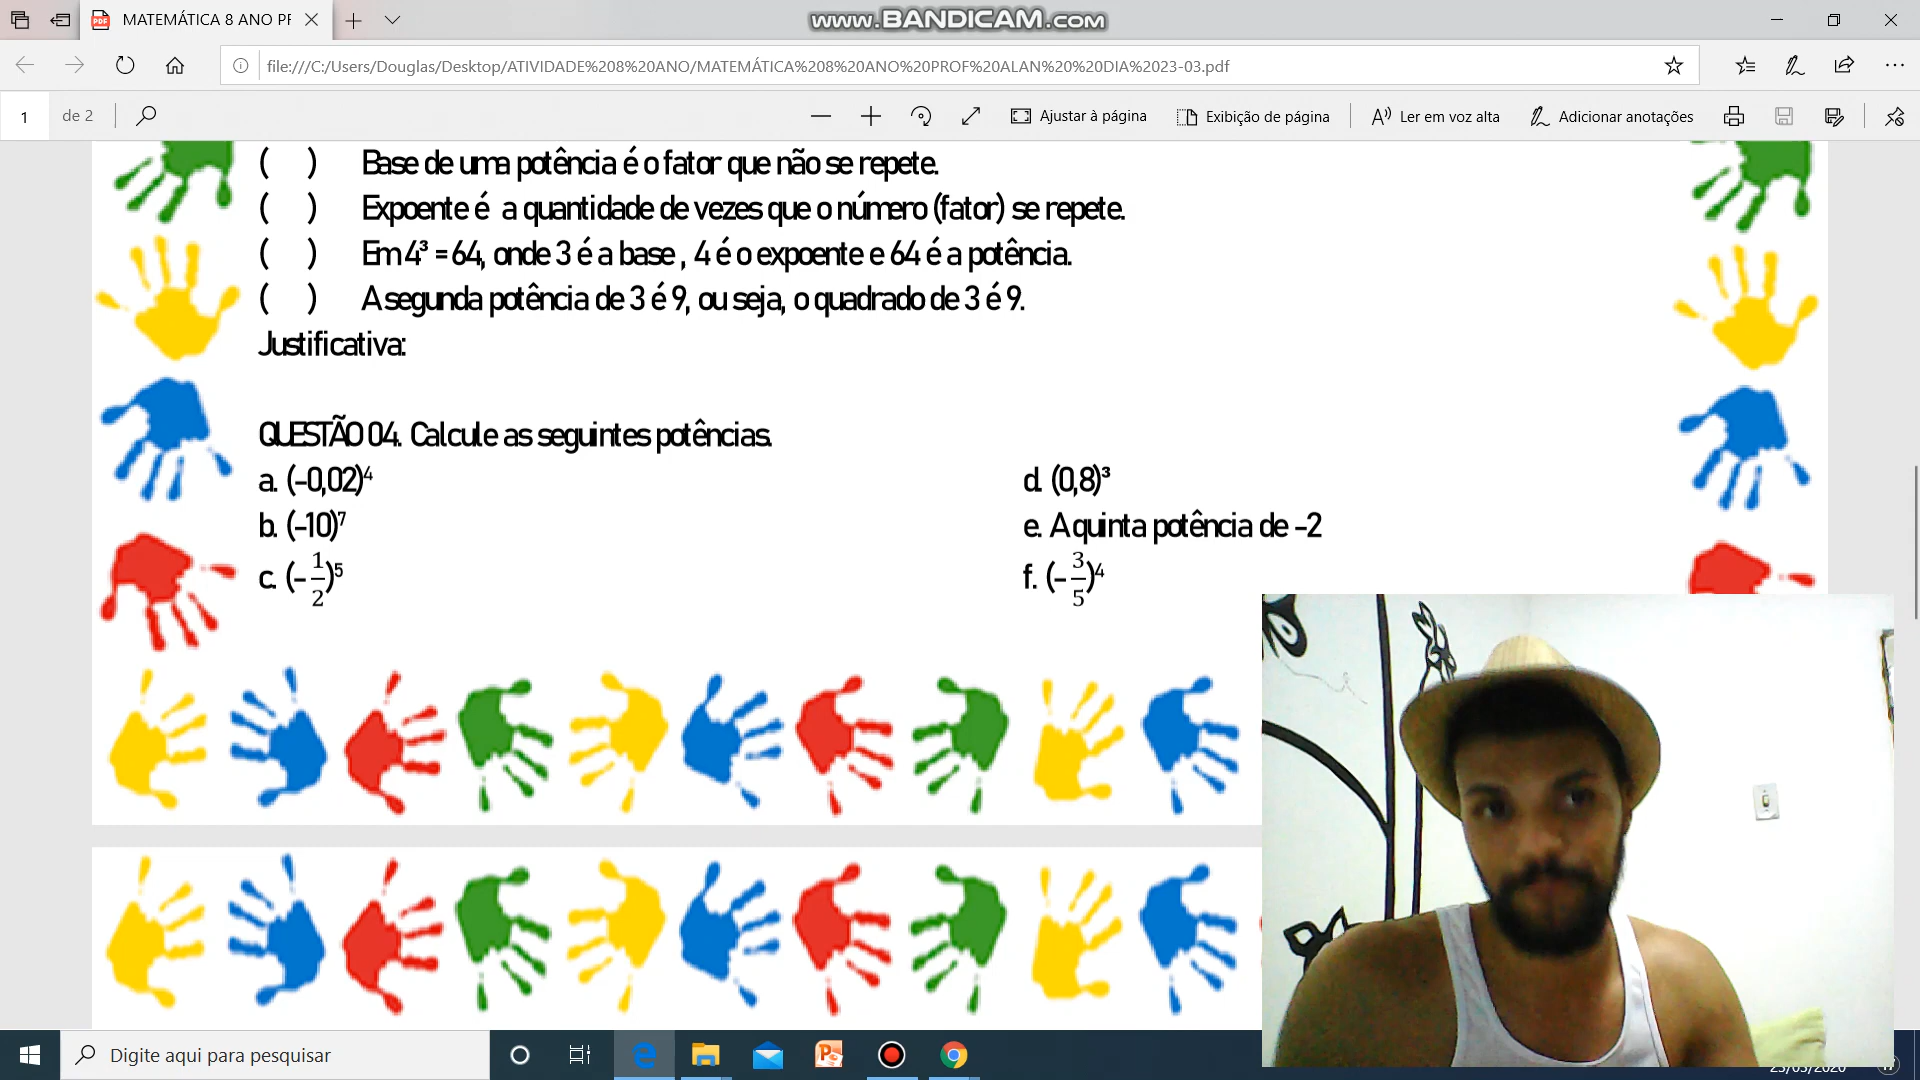 MATEMÁTICA 8 ANO PR
www.BANDICAM.com
file:///C:/Users/Douglas/Desktop/ATIVIDADE%208%20ANO/MATEMÁTICA%208%20ANO%20PROF%20ALAN%20%20DIA%2023-03.pdf
1 de 2
Ajustar à página
Exibição de página
Ler em voz alta
Adicionar anotações
( ) Base de uma potência é o fator que não se repete.
( ) Expoente é a quantidade de vezes que o número (fator) se repete.
( ) Em 4³ = 64, onde 3 é a base , 4 é o expoente e 64 é a potência.
( ) A segunda potência de 3 é 9, ou seja, o quadrado de 3 é 9.
Justificativa:
QUESTÃO 04. Calcule as seguintes potências.
a. (-0,02)⁴
b. (-10)⁷
c. (-1/2)⁵
d. (0,8)³
e. A quinta potência de -2
f. (-3/5)⁴
Digite aqui para pesquisar